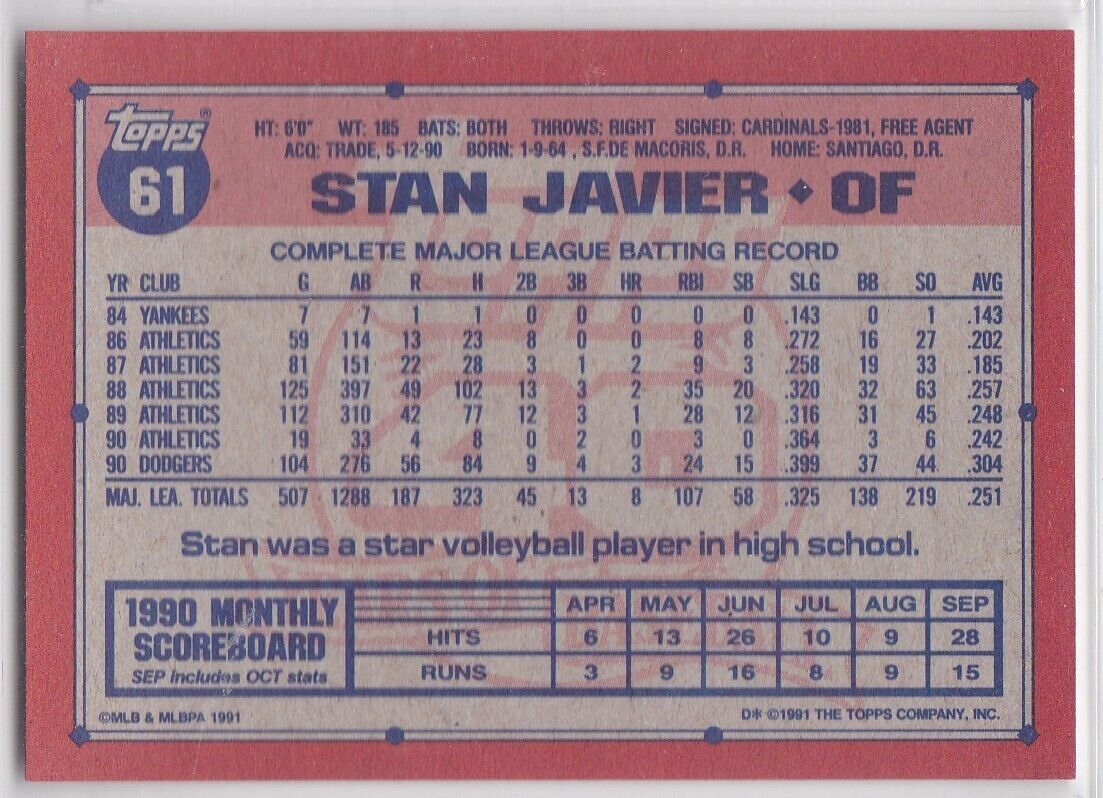 Topps®
61
HT: 6'0" WT: 185 BATS: BOTH THROWS: RIGHT SIGNED: CARDINALS-1981, FREE AGENT
ACQ: TRADE, 5-12-90 BORN: 1-9-64 , S.F.DE MACORIS, D.R. HOME: SANTIAGO, D.R.
STAN JAVIER ◆ OF
COMPLETE MAJOR LEAGUE BATTING RECORD
YR CLUB G AB R H 2B 3B HR RBI SB SLG BB SO AVG
84 YANKEES 7 7 1 1 0 0 0 0 0 .143 0 1 .143
86 ATHLETICS 59 114 13 23 8 0 0 8 8 .272 16 27 .202
87 ATHLETICS 81 151 22 28 3 1 2 9 3 .258 19 33 .185
88 ATHLETICS 125 397 49 102 13 3 2 35 20 .320 32 63 .257
89 ATHLETICS 112 310 42 77 12 3 1 28 12 .316 31 45 .248
90 ATHLETICS 19 33 4 8 0 2 0 3 0 .364 3 6 .242
90 DODGERS 104 276 56 84 9 4 3 24 15 .399 37 44 .304
MAJ. LEA. TOTALS 507 1288 187 323 45 13 8 107 58 .325 138 219 .251
Stan was a star volleyball player in high school.
1990 MONTHLY
SCOREBOARD
SEP includes OCT stats
APR MAY JUN JUL AUG SEP
HITS 6 13 26 10 9 28
RUNS 3 9 16 8 9 15
©MLB & MLBPA 1991
D* ©1991 THE TOPPS COMPANY, INC.